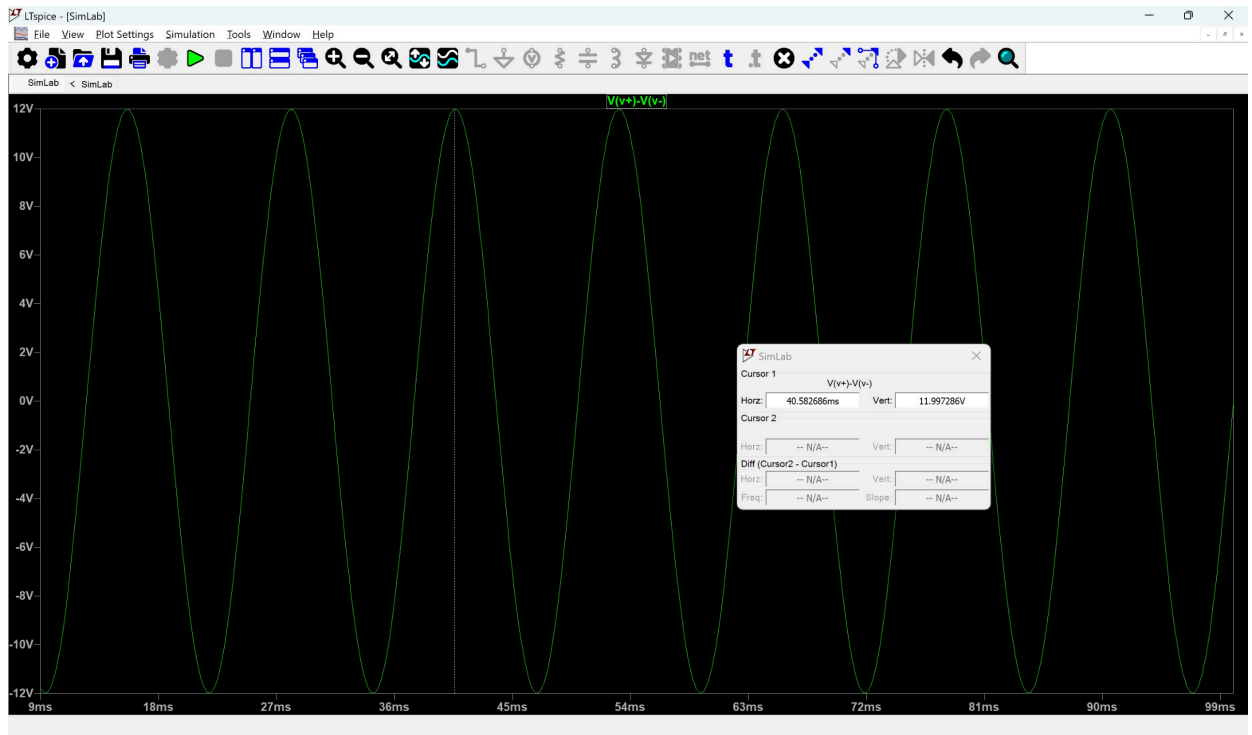 LTspice - [SimLab]
File View Plot Settings Simulation Tools Window Help
net t t
SimLab < SimLab
V(v+)-V(v-)
12V
10V
8V
6V
4V
2V
0V
-2V
-4V
-6V
-8V
-10V
-12V
9ms 18ms 27ms 36ms 45ms 54ms 63ms 72ms 81ms 90ms 99ms
SimLab
Cursor 1
V(v+)-V(v-)
Horz: 40.582686ms Vert: 11.997286V
Cursor 2
Horz: -- N/A-- Vert: -- N/A--
Diff (Cursor2 - Cursor1)
Horz: -- N/A-- Vert: -- N/A--
Freq: -- N/A-- Slope: -- N/A--